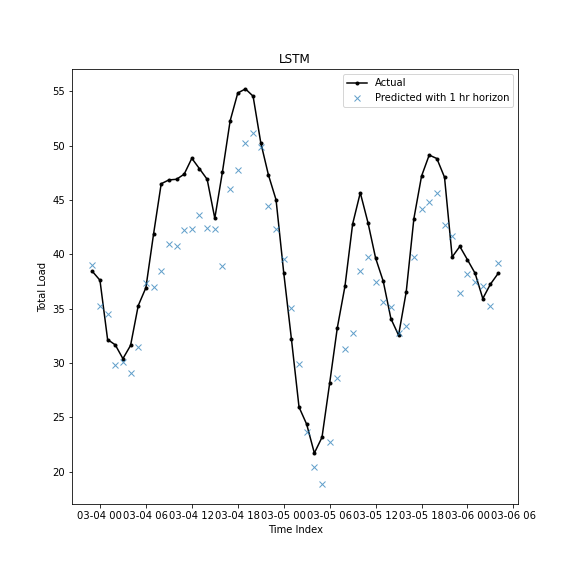 LSTM
Actual
Predicted with 1 hr horizon
55
50
45
40
35
30
25
20
Total Load
03-04 00 03-04 06 03-04 12 03-04 18 03-05 00 03-05 06 03-05 12 03-05 18 03-06 00 03-06 06
Time Index